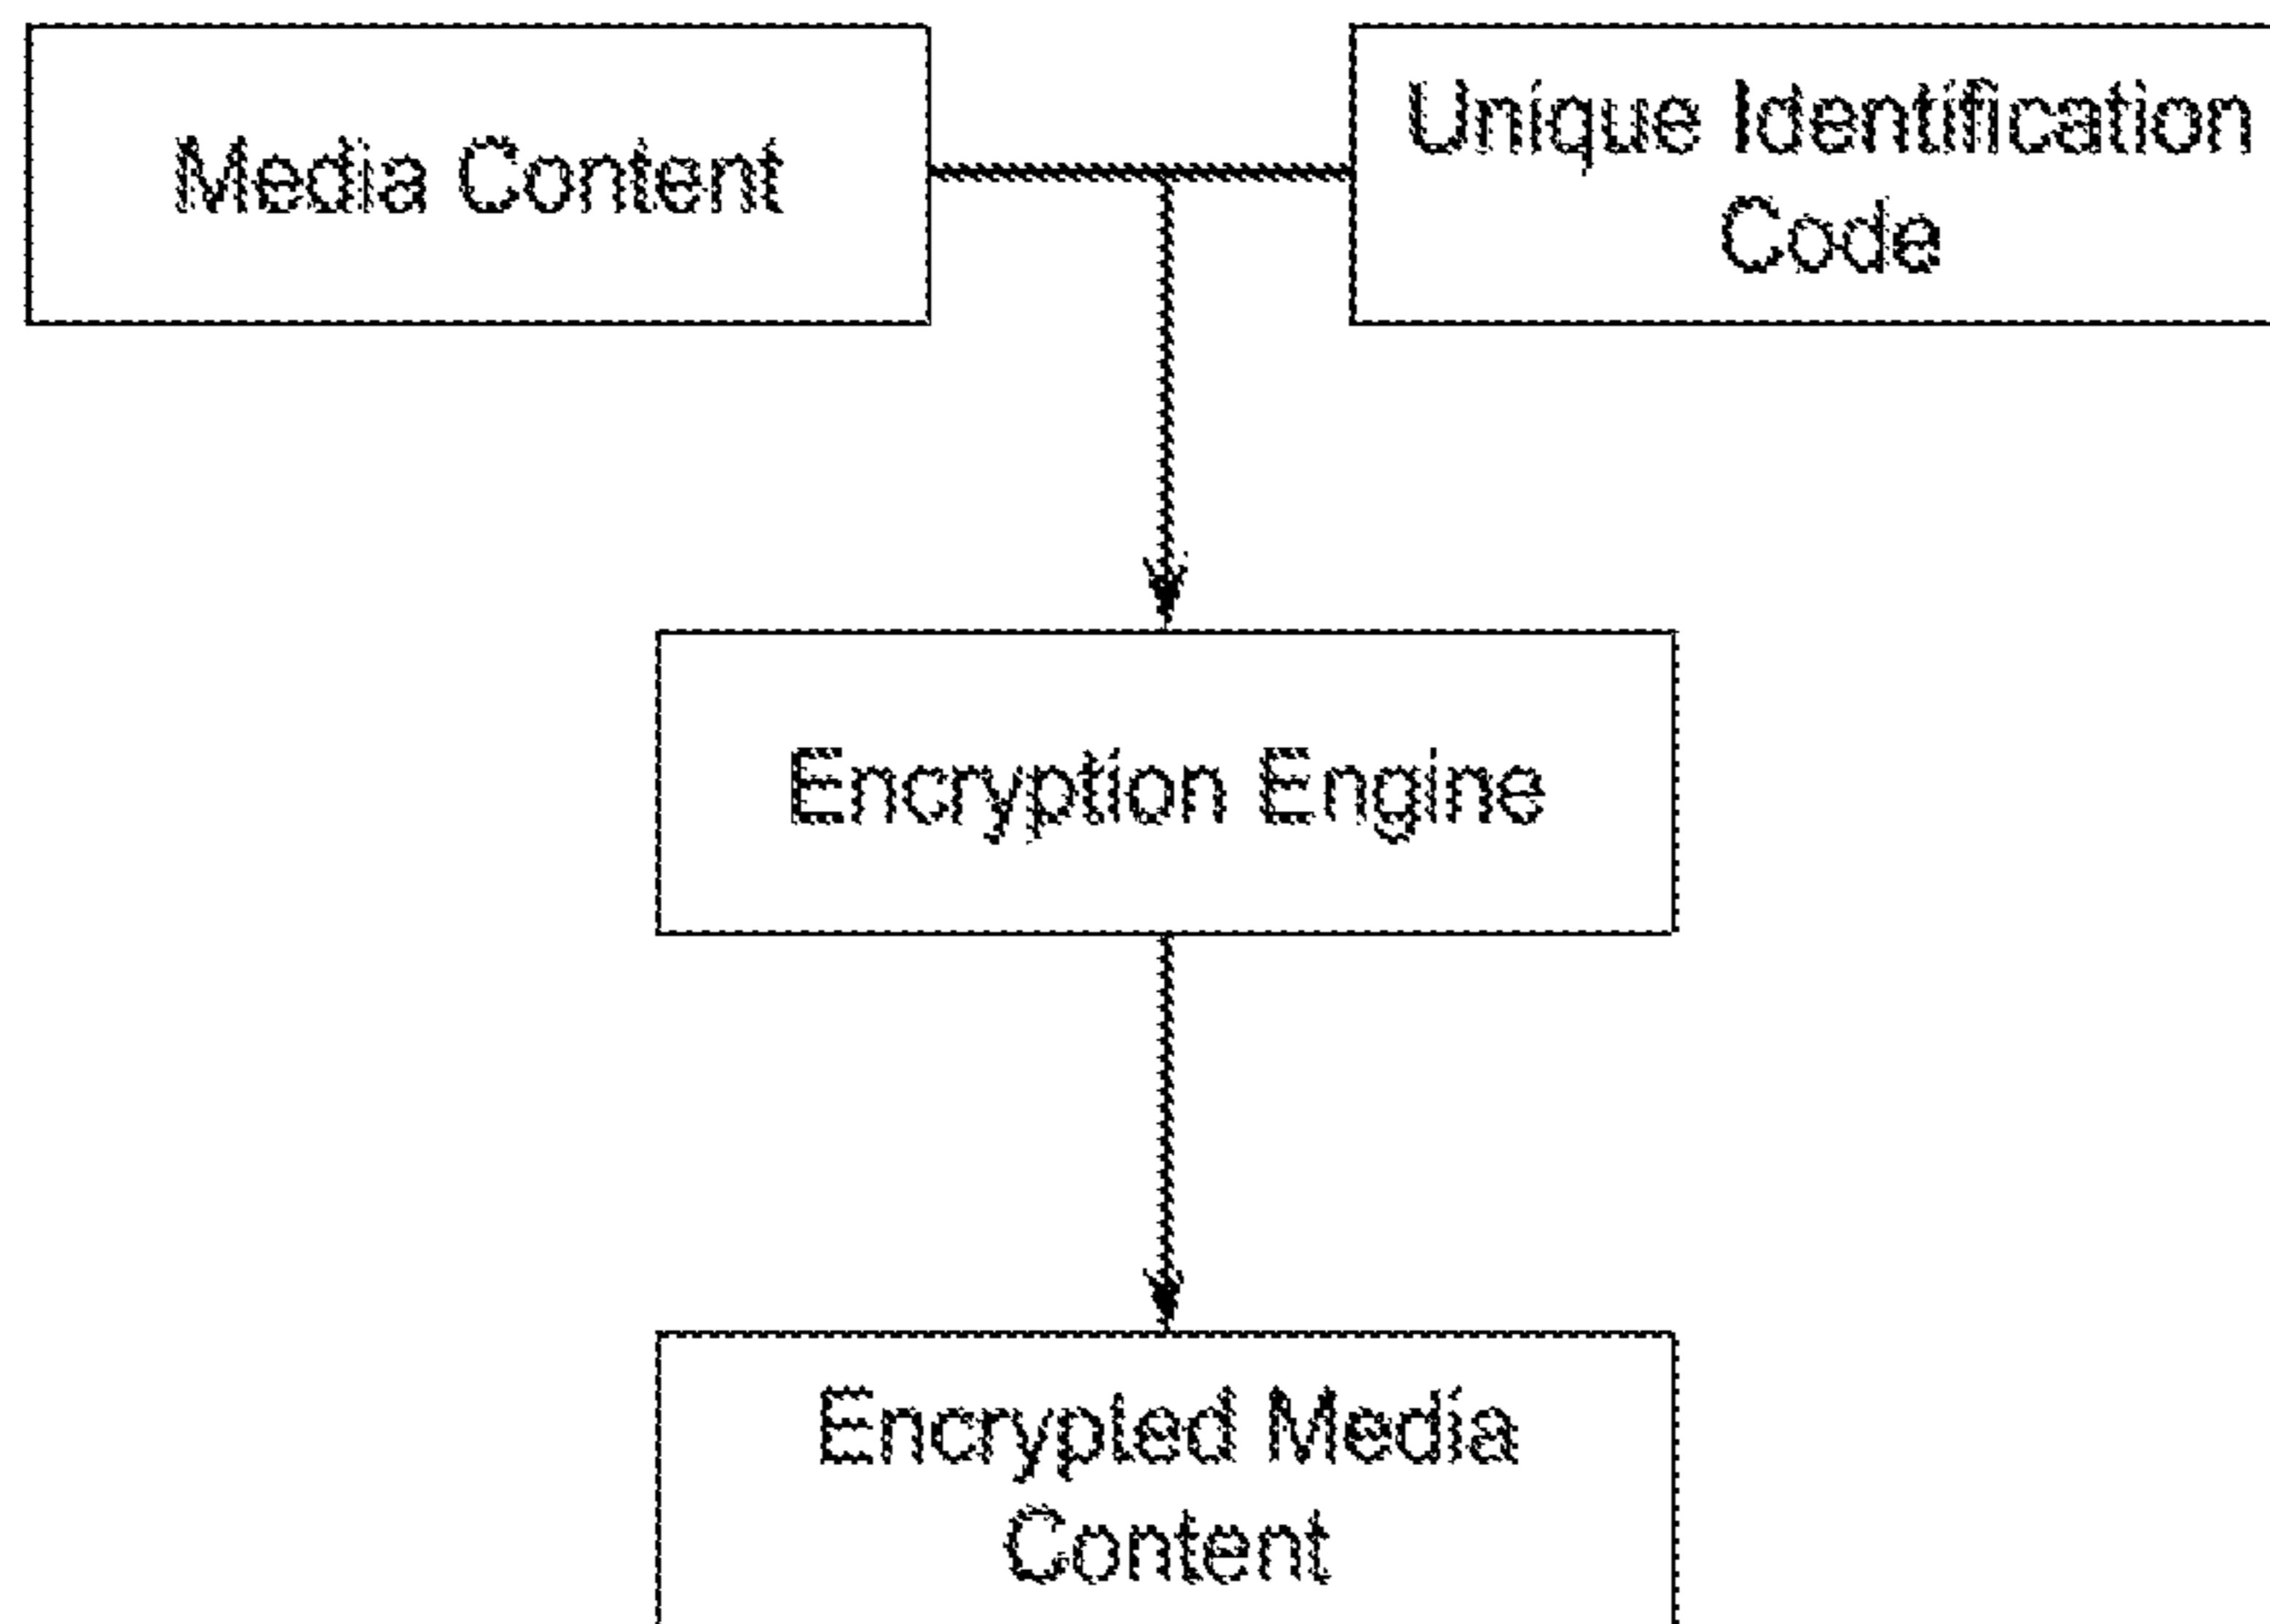 Media Content
Unique Identification
Code
Encryption Engine
Encrypted Media
Content